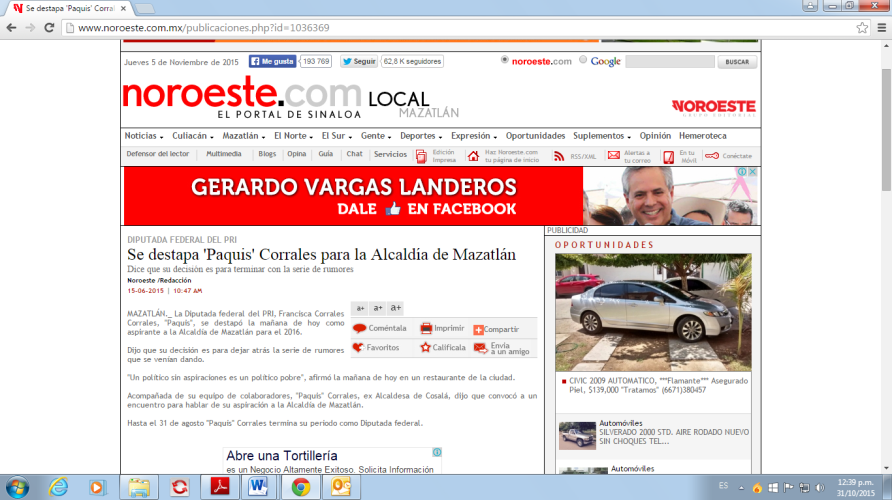 Se destapa 'Paquis' Corral
www.noroeste.com.mx/publicaciones.php?id=1036369
Jueves 5 de Noviembre de 2015
Me gusta
193 769
Seguir
62,8 K seguidores
noroeste.com
Google
BUSCAR
noroeste.com LOCAL
EL PORTAL DE SINALOA
MAZATLÁN
NOROESTE
GRUPO EDITORIAL
Noticias Culiacán Mazatlán El Norte El Sur Gente Deportes Expresión Oportunidades Suplementos Opinión Hemeroteca
Defensor del lector Multimedia Blogs Opina Guía Chat Servicios
Edición Impresa
Haz Noroeste.com tu página de inicio
RSS/XML
Alertas a tu correo
En tu Móvil
Conéctate
GERARDO VARGAS LANDEROS
DALE EN FACEBOOK
DIPUTADA FEDERAL DEL PRI
Se destapa 'Paquis' Corrales para la Alcaldía de Mazatlán
Dice que su decisión es para terminar con la serie de rumores
Noroeste /Redacción
15-06-2015 | 10:47 AM
MAZATLÁN._ La Diputada federal del PRI, Francisca Corrales
Corrales, "Paquis", se destapó la mañana de hoy como
aspirante a la Alcaldía de Mazatlán para el 2016.
a+ a+ a+
Coméntala Imprimir Compartir
Favoritos Califícala Envía a un amigo
Dijo que su decisión es para dejar atrás la serie de rumores
que se venían dando.
"Un político sin aspiraciones es un político pobre", afirmó la mañana de hoy en un restaurante de la ciudad.
Acompañada de su equipo de colaboradores, "Paquis" Corrales, ex Alcaldesa de Cosalá, dijo que convocó a un
encuentro para hablar de su aspiración a la Alcaldía de Mazatlán.
Hasta el 31 de agosto "Paquis" Corrales termina su periodo como Diputada federal.
Abre una Tortillería
es un Negocio Altamente Exitoso. Solicita Información
PUBLICIDAD
OPORTUNIDADES
CIVIC 2009 AUTOMATICO, ***Flamante*** Asegurado
Piel, $139,000 "Tratamos" (6671)380457
Automóviles
SILVERADO 2000 STD. AIRE RODADO NUEVO
SIN CHOQUES TEL...
Automóviles
ES
12:39 p.m.
31/10/2015